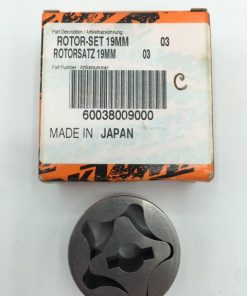 Part Description / Artikelbezeichnung:
ROTOR-SET 19MM 03
ROTORSATZ 19MM 03
Part Number / Artikelnummer:
60038009000
C
MADE IN JAPAN